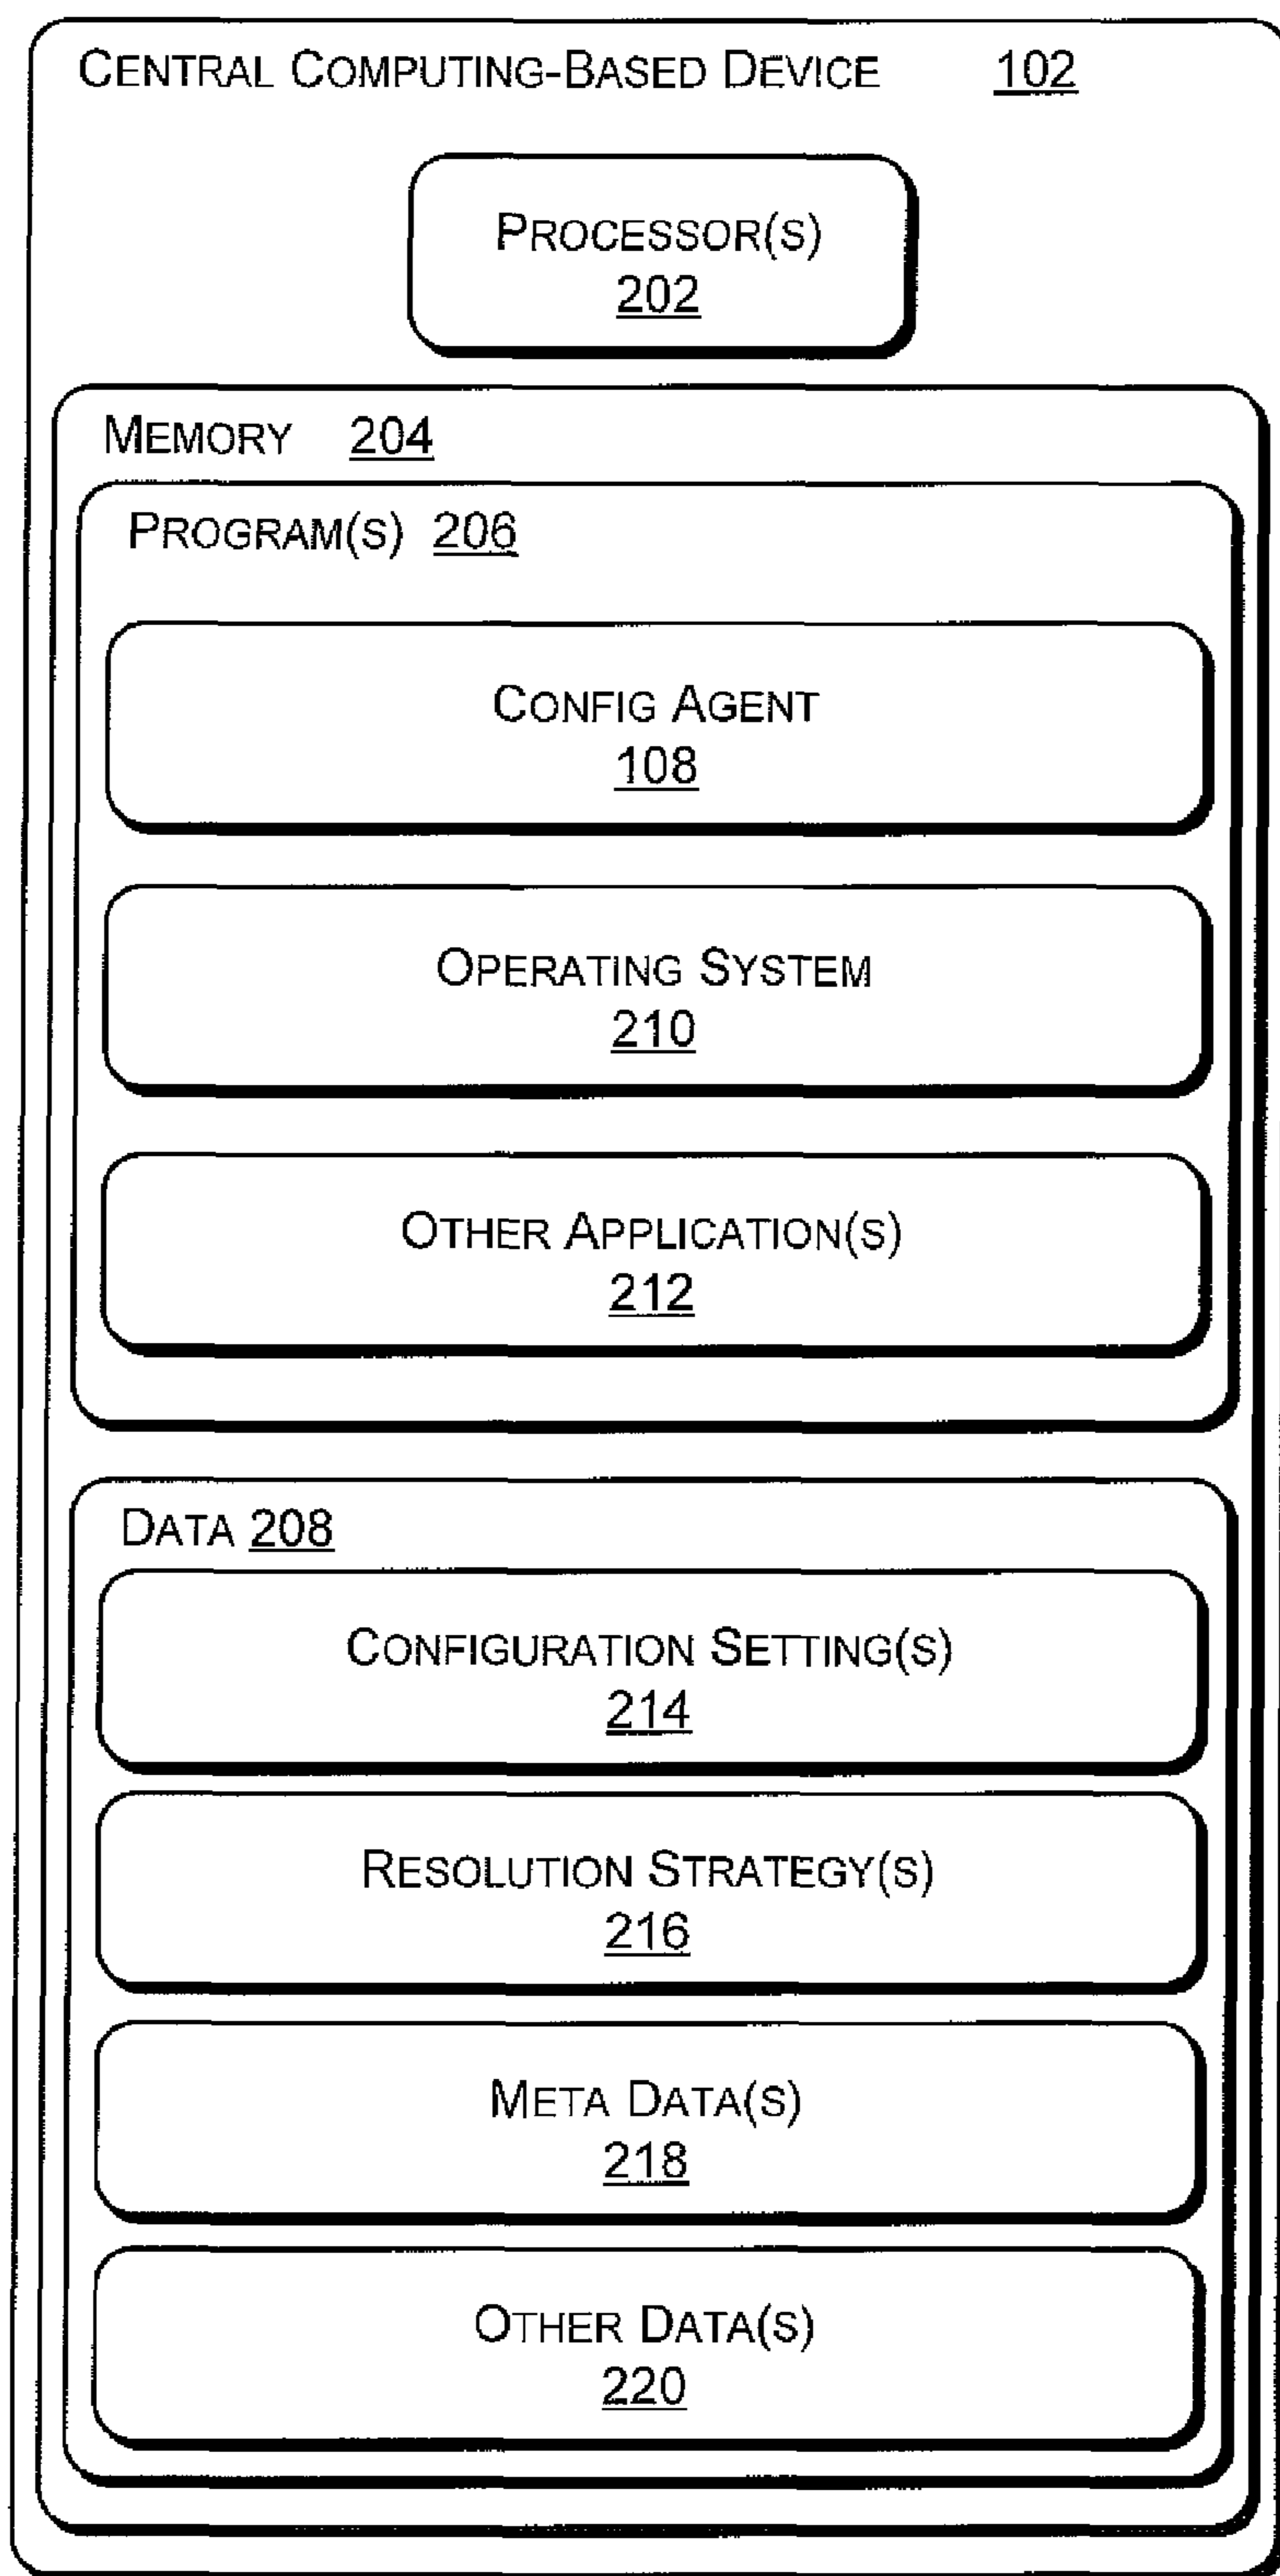 CENTRAL COMPUTING-BASED DEVICE 102
PROCESSOR(S)
202
MEMORY 204
PROGRAM(S) 206
CONFIG AGENT
108
OPERATING SYSTEM
210
OTHER APPLICATION(S)
212
DATA 208
CONFIGURATION SETTING(S)
214
RESOLUTION STRATEGY(S)
216
META DATA(S)
218
OTHER DATA(S)
220